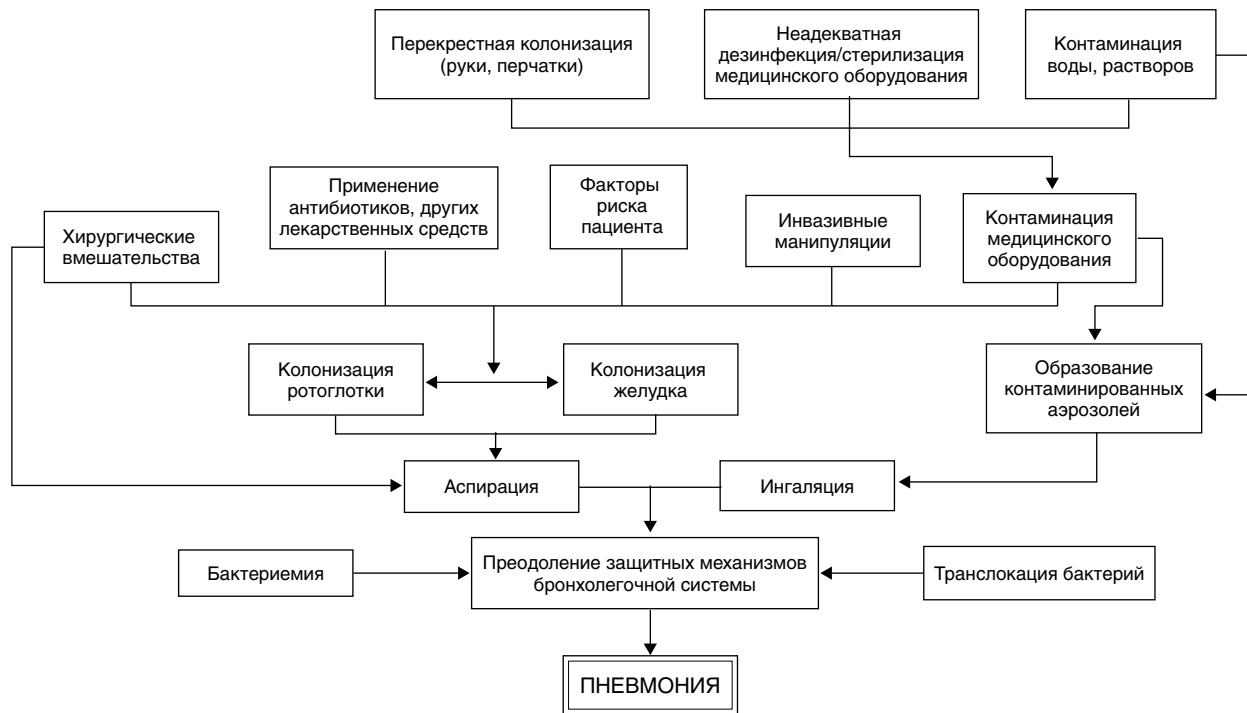 Перекрестная колонизация
(руки, перчатки)
Неадекватная
дезинфекция/стерилизация
медицинского оборудования
Контаминация
воды, растворов
Хирургические
вмешательства
Применение
антибиотиков, других
лекарственных средств
Факторы
риска
пациента
Инвазивные
манипуляции
Контаминация
медицинского
оборудования
Колонизация
ротоглотки
Колонизация
желудка
Образование
контаминированных
аэрозолей
Аспирация
Ингаляция
Бактериемия
Преодоление защитных механизмов
бронхолегочной системы
Транслокация бактерий
ПНЕВМОНИЯ